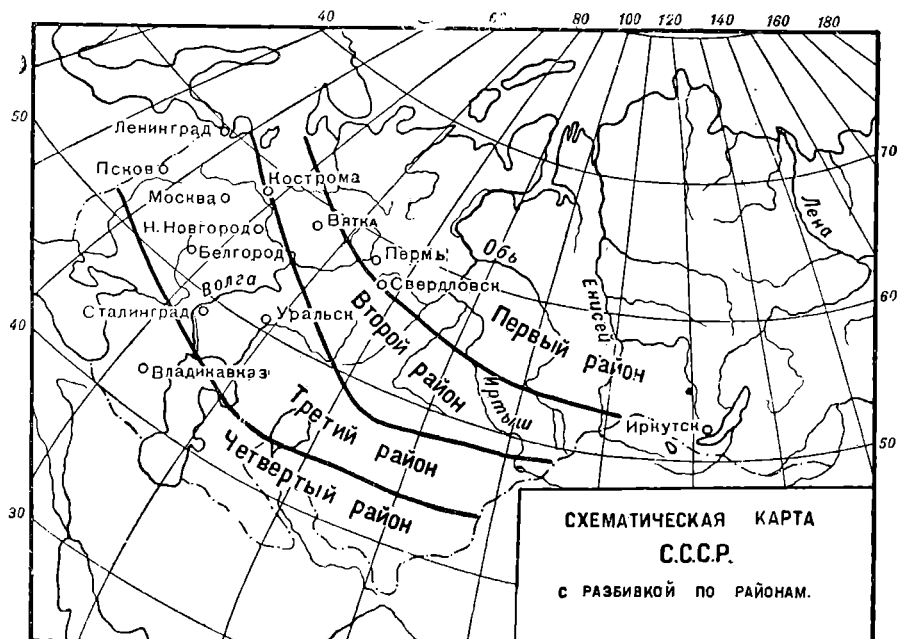 40 60 80 100 120 140 160 180
50
Ленинград
Псков
Кострома
70
Москва
Вятка
Лена
Н. Новгород
Обь
Белгород
Пермь
Волга
Енисей
Свердловск
60
Сталинград
Уральск
40
Второй район
Первый район
Владикавказ
Иртыш
Третий район
Иркутск
50
Четвертый район
30
СХЕМАТИЧЕСКАЯ КАРТА
С.С.С.Р.
С РАЗБИВКОЙ ПО РАЙОНАМ.